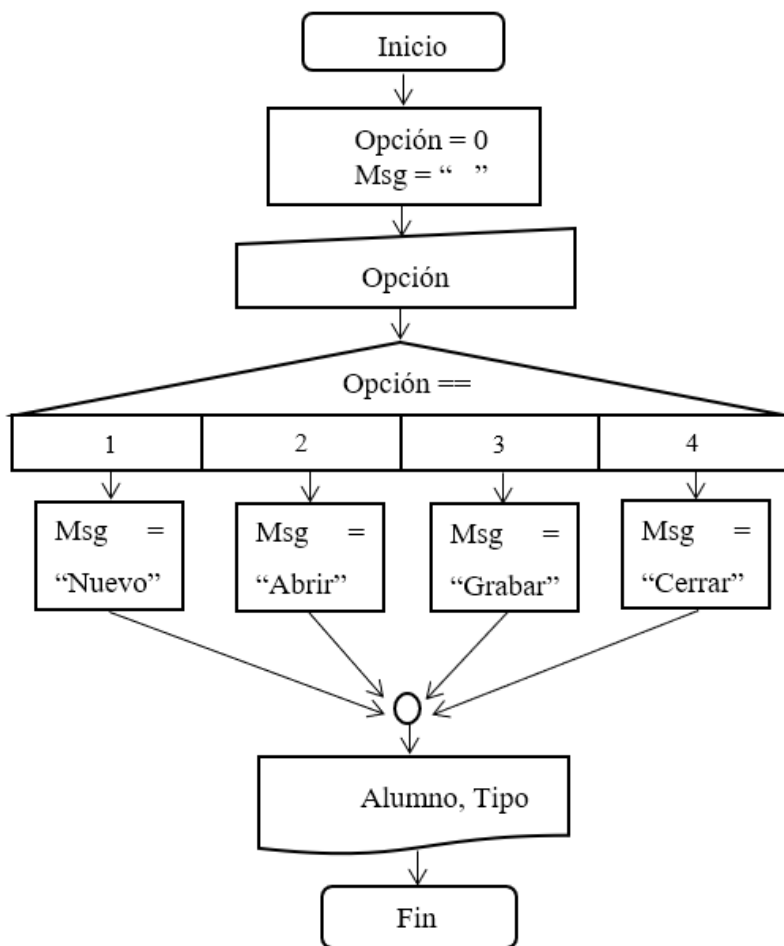 Inicio
Opción = 0
Msg = “ ”
Opción
Opción ==
1
2
3
4
Msg =
“Nuevo”
Msg =
“Abrir”
Msg =
“Grabar”
Msg =
“Cerrar”
Alumno, Tipo
Fin